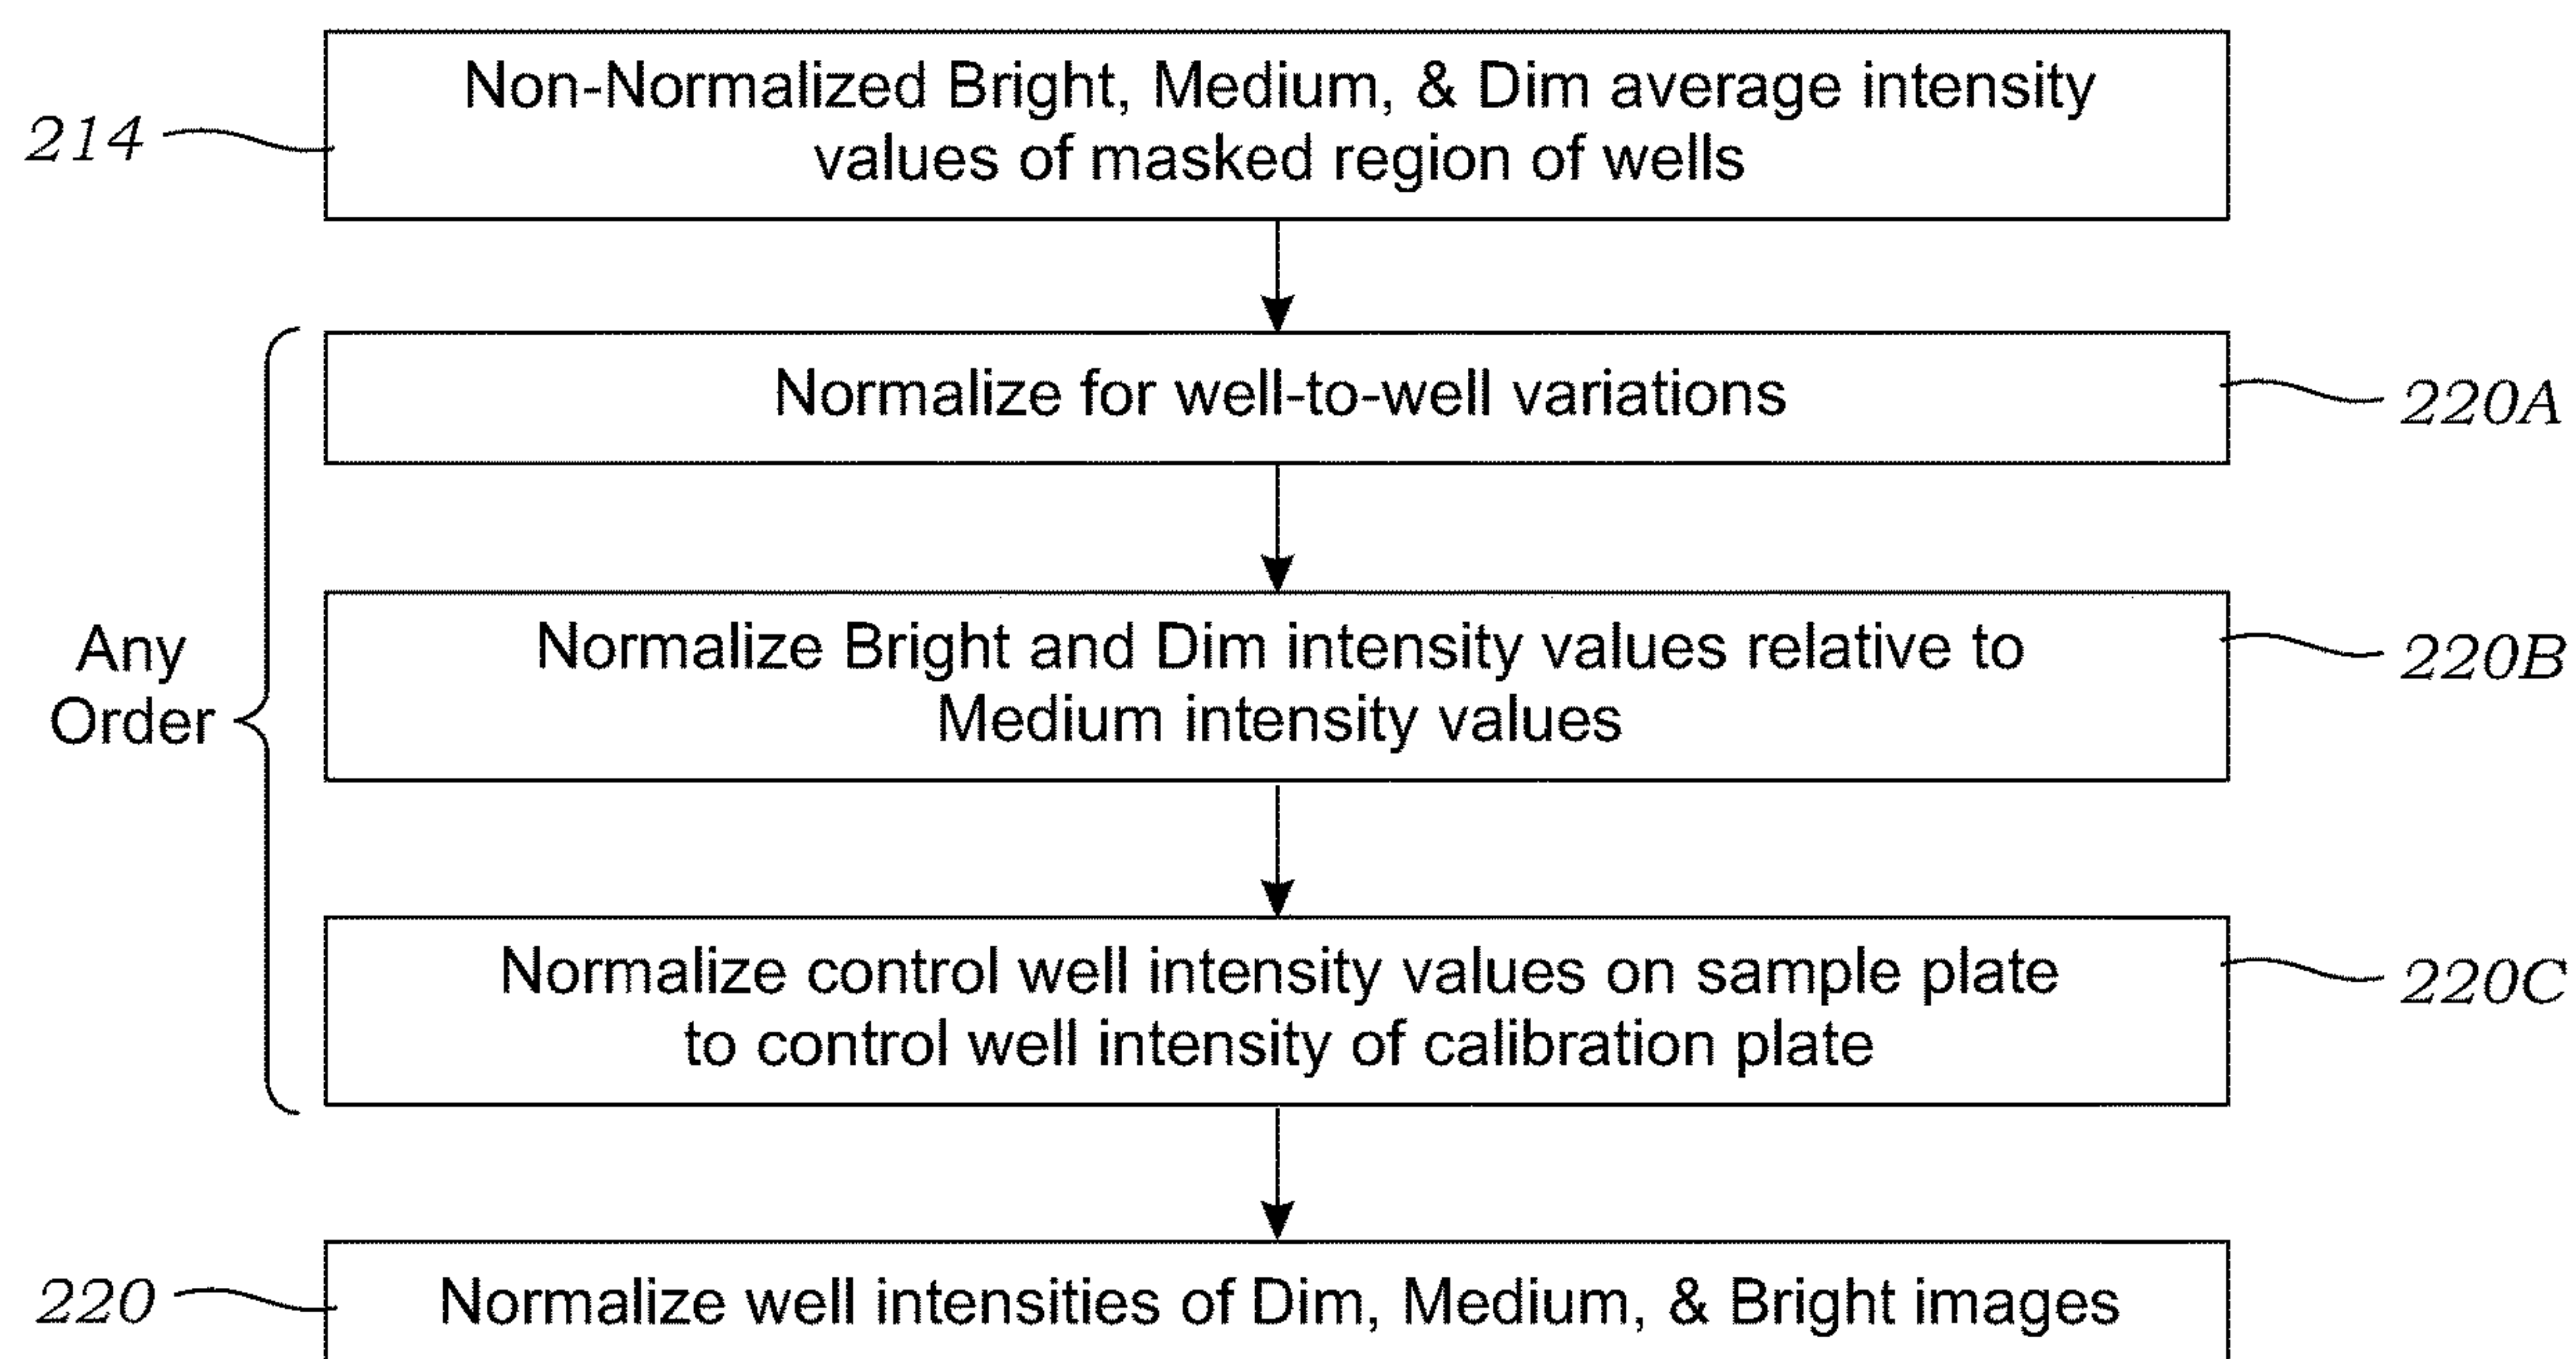 Non-Normalized Bright, Medium, & Dim average intensity
values of masked region of wells
214
Normalize for well-to-well variations
220A
Any
Order
Normalize Bright and Dim intensity values relative to
Medium intensity values
220B
Normalize control well intensity values on sample plate
to control well intensity of calibration plate
220C
220
Normalize well intensities of Dim, Medium, & Bright images